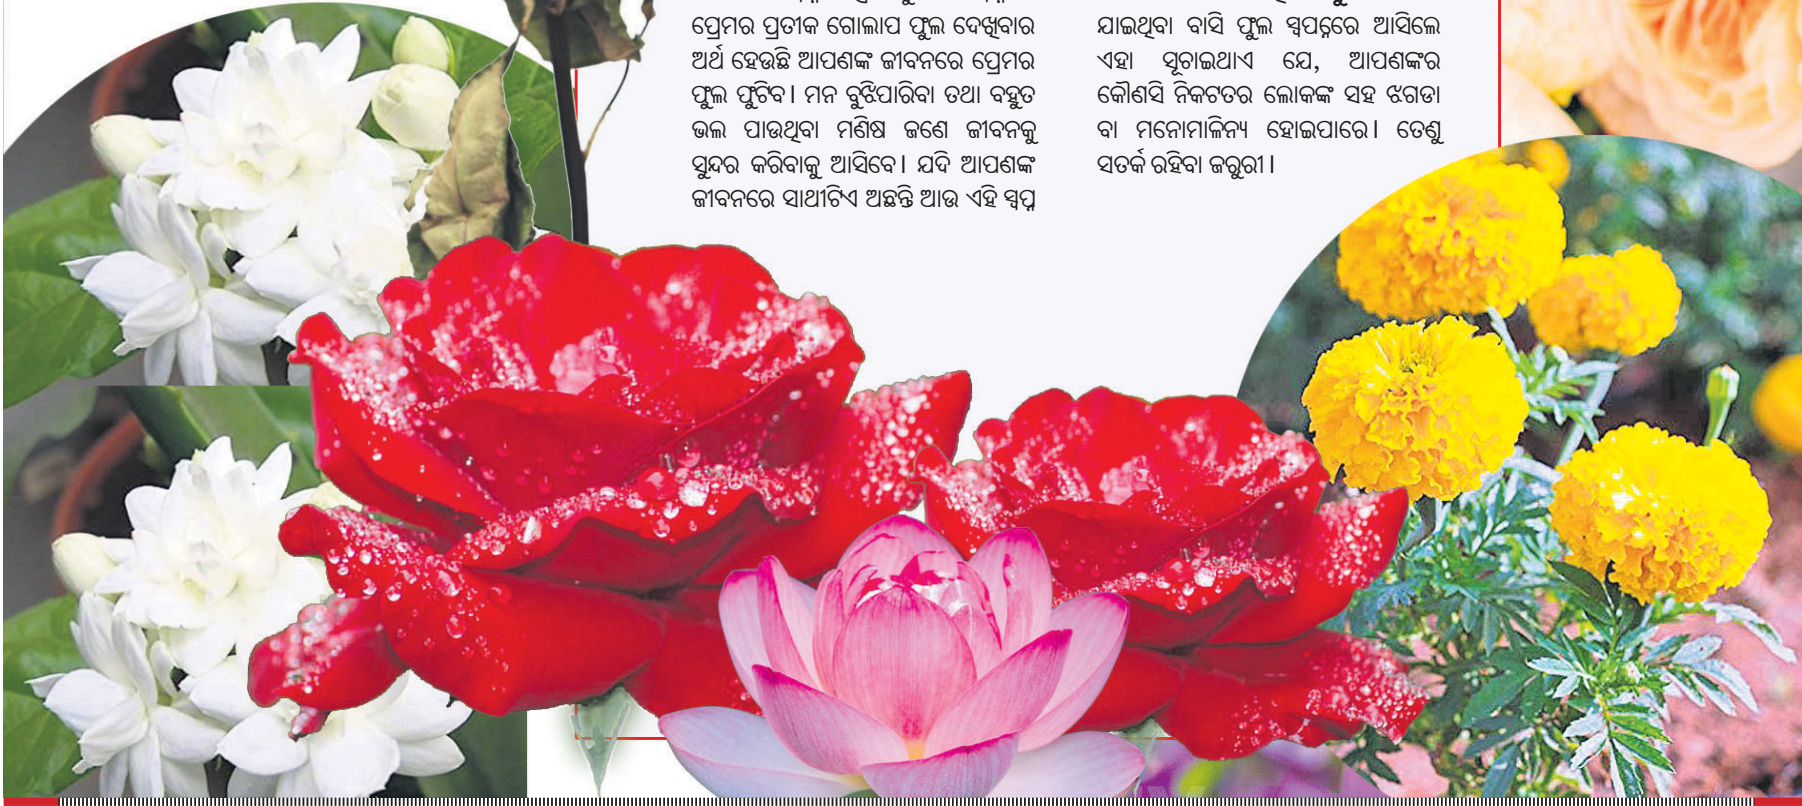 ପ୍ରେମର ପ୍ରତୀକ ଗୋଲାପ ଫୁଲ ଦେଖିବାର
ଅର୍ଥ ହେଉଛି ଆପଣଙ୍କ ଜୀବନରେ ପ୍ରେମର
ଫୁଲ ଫୁଟିବ। ମନ ବୁଝିପାରିବା ତଥା ବହୁତ
ଭଲ ପାଉଥିବା ମଣିଷ ଜଣେ ଜୀବନକୁ
ସୁନ୍ଦର କରିବାକୁ ଆସିବେ। ଯଦି ଆପଣଙ୍କ
ଜୀବନରେ ସାଥୀଟିଏ ଅଛନ୍ତି ଆଉ ଏହି ସ୍ୱପ୍ନ
ଯାଇଥିବା ବାସି ଫୁଲ ସ୍ୱପ୍ନରେ ଆସିଲେ
ଏହା ସୂଚାଇଥାଏ ଯେ, ଆପଣଙ୍କର
କୌଣସି ନିକଟତର ଲୋକଙ୍କ ସହ ଝଗଡା
ବା ମନୋମାଳିନ୍ୟ ହୋଇପାରେ। ତେଣୁ
ସତର୍କ ରହିବା ଜରୁରୀ।